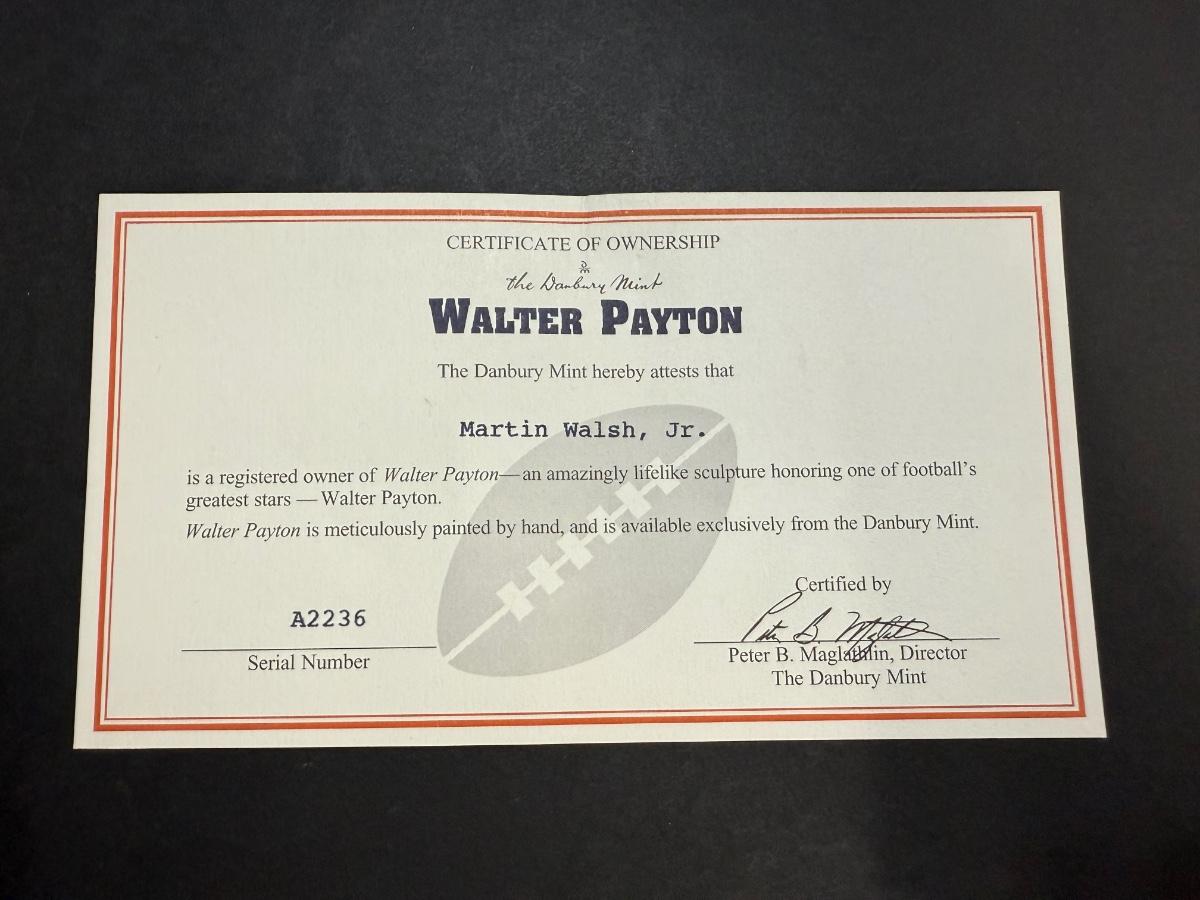 CERTIFICATE OF OWNERSHIP
DM
the Danbury Mint
WALTER PAYTON
The Danbury Mint hereby attests that
Martin Walsh, Jr.
is a registered owner of Walter Payton—an amazingly lifelike sculpture honoring one of football's
greatest stars — Walter Payton.
Walter Payton is meticulously painted by hand, and is available exclusively from the Danbury Mint.
Certified by
A2236
Serial Number
Peter B. Maglathlin
Peter B. Maglathlin, Director
The Danbury Mint